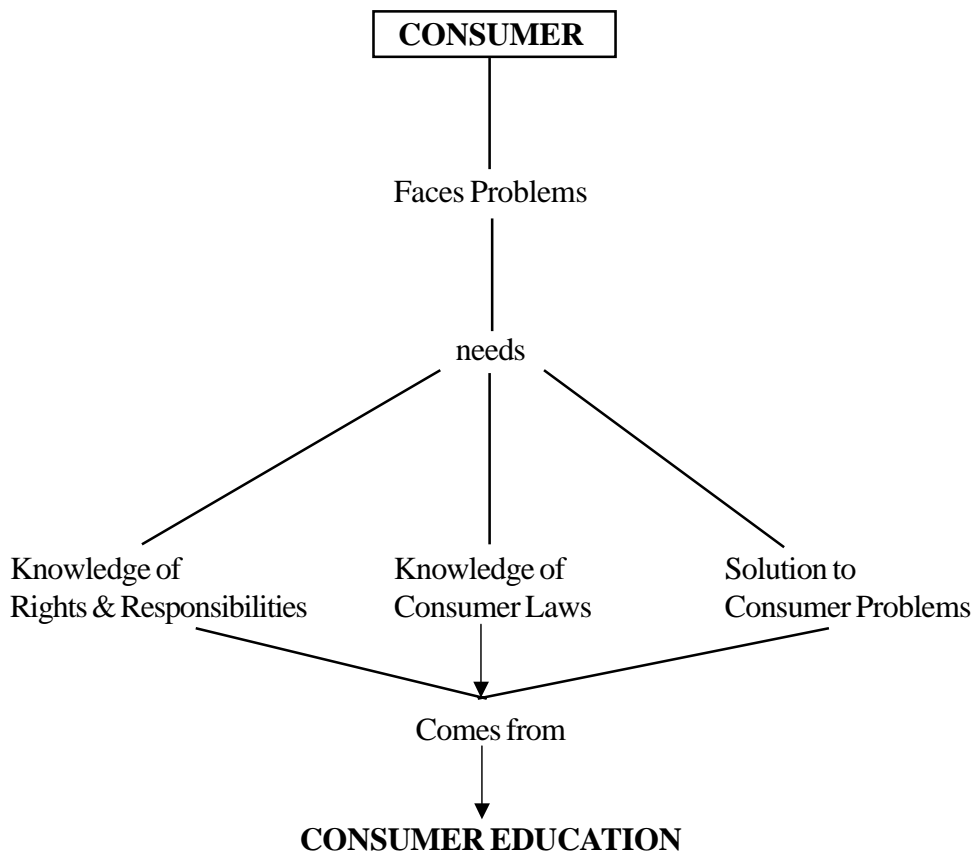 CONSUMER
Faces Problems
needs
Knowledge of
Rights & Responsibilities
Knowledge of
Consumer Laws
Solution to
Consumer Problems
Comes from
CONSUMER EDUCATION